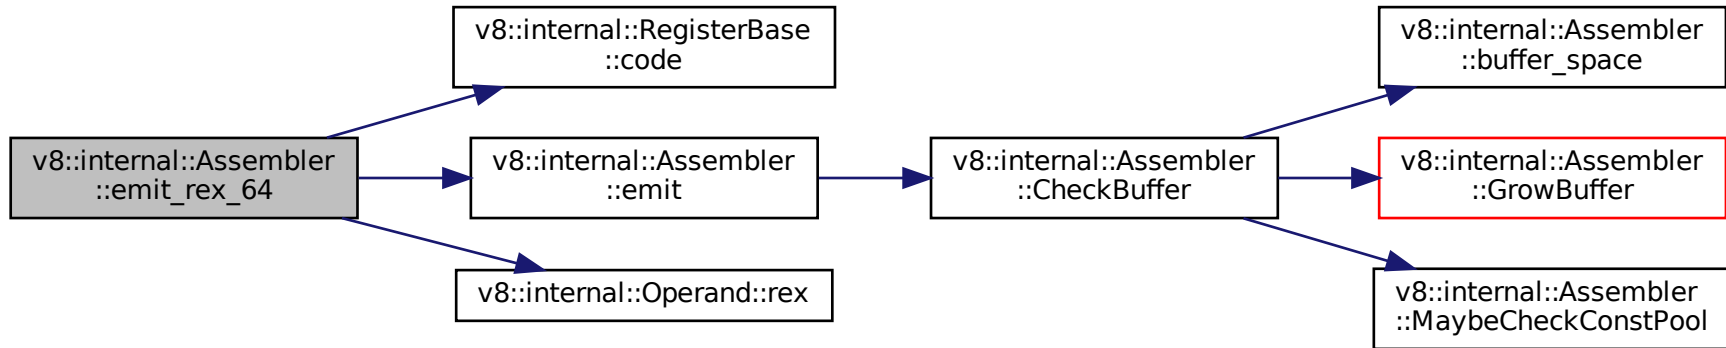 v8::internal::RegisterBase
::code
v8::internal::Assembler
::buffer_space
v8::internal::Assembler
::emit_rex_64
v8::internal::Assembler
::emit
v8::internal::Assembler
::CheckBuffer
v8::internal::Assembler
::GrowBuffer
v8::internal::Operand::rex
v8::internal::Assembler
::MaybeCheckConstPool